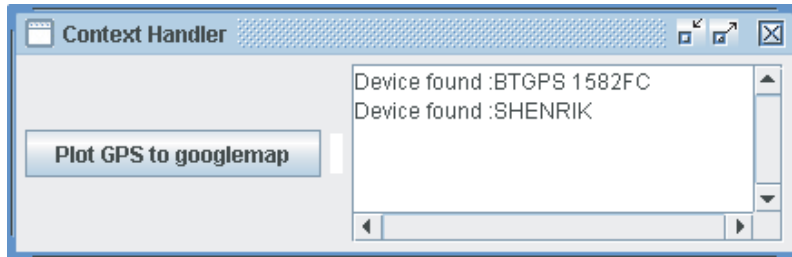 Context Handler
Plot GPS to googlemap
Device found :BTGPS 1582FC
Device found :SHENRIK